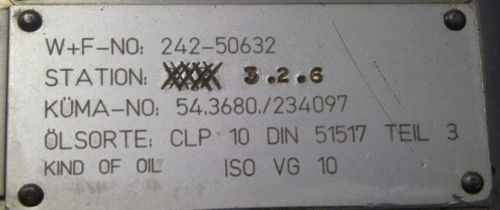 W+F-NO: 242-50632
STATION: XXXX 3.2.6
KÜMA-NO: 54.3680./234097
ÖLSORTE: CLP 10 DIN 51517 TEIL 3
KIND OF OIL ISO VG 10